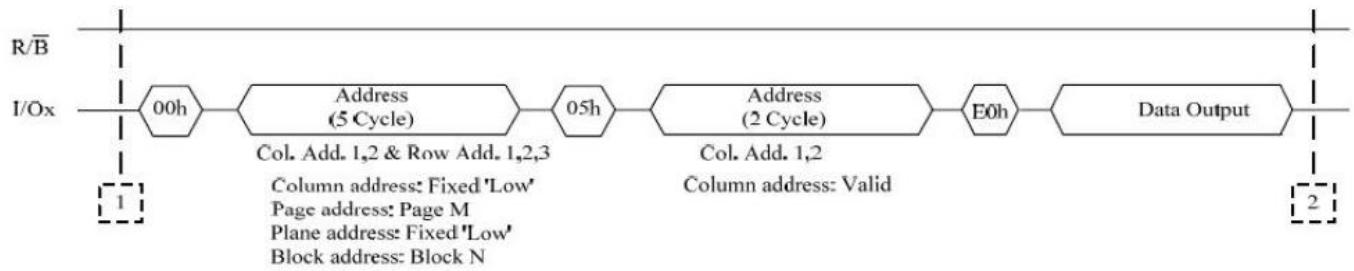 R/B
I/Ox
00h
Address
(5 Cycle)
05h
Address
(2 Cycle)
E0h
Data Output
Col. Add. 1,2 & Row Add. 1,2,3
Col. Add. 1,2
Column address: Fixed 'Low'
Column address: Valid
Page address: Page M
Plane address: Fixed 'Low'
Block address: Block N
1
2